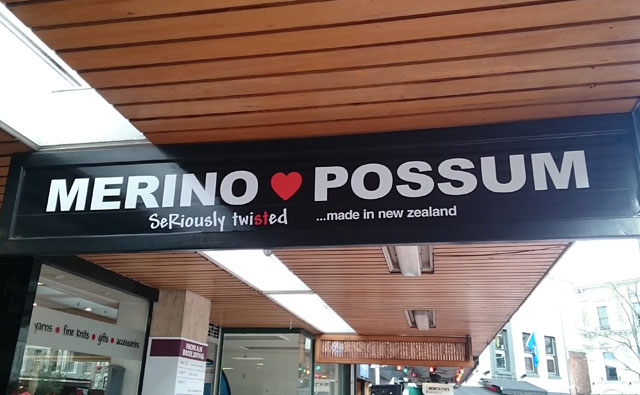 MERINO ♥ POSSUM
SeRiously twisted ...made in new zealand
yarns • fine knits • gifts • accessories
MORAN
BUILDING